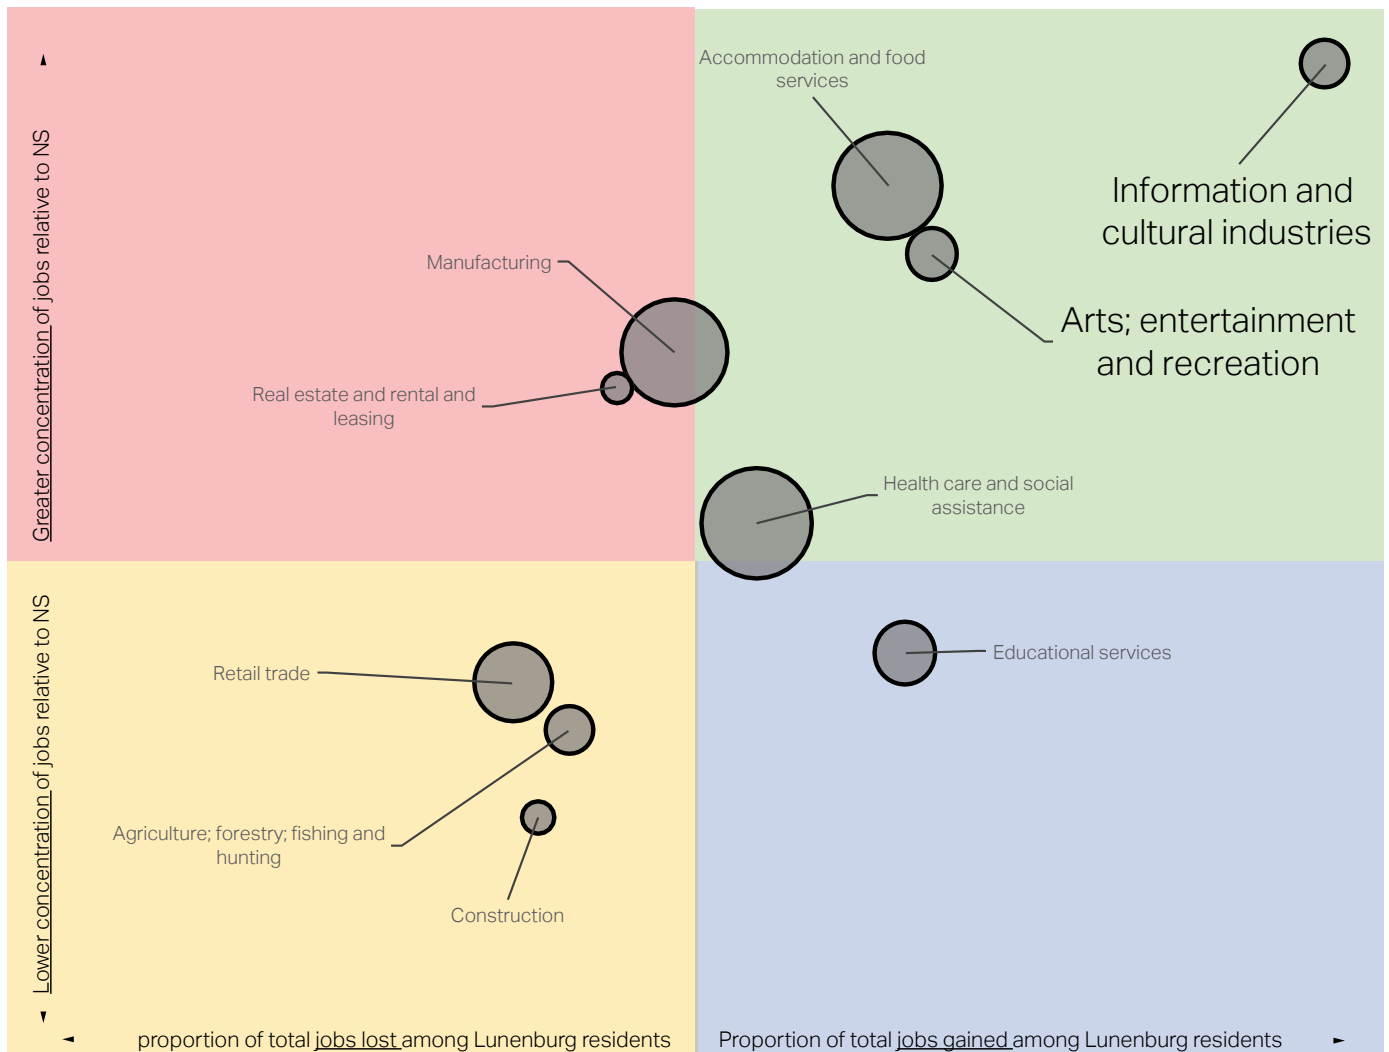 Accommodation and food
services
Information and
cultural industries
Manufacturing
Arts; entertainment
and recreation
Real estate and rental and
leasing
Health care and social
assistance
Greater concentration of jobs relative to NS
Lower concentration of jobs relative to NS
Retail trade
Educational services
Agriculture; forestry; fishing and
hunting
Construction
proportion of total jobs lost among Lunenburg residents
Proportion of total jobs gained among Lunenburg residents